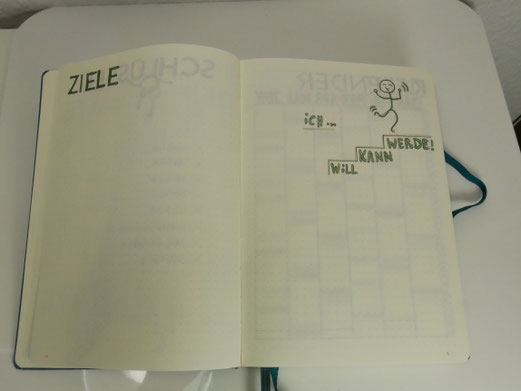 ZIELE
iCH...
WERDE!
KANN
WiLL